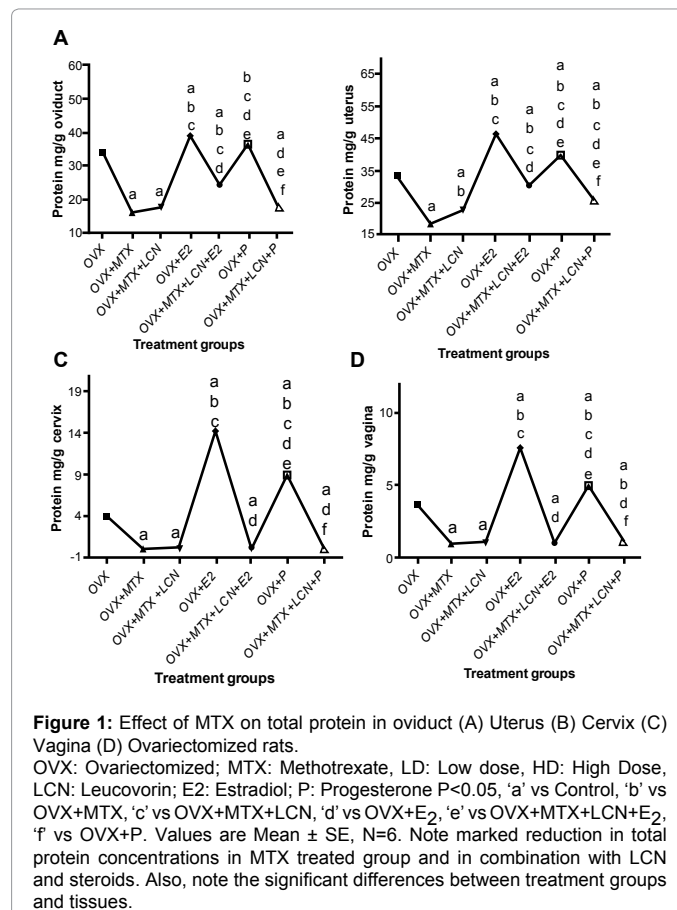 A
60
50
40
30
20
10
Protein mg/g oviduct
a
a
a
b
c
a
b
c
d
b
c
d
e
a
d
e
f
OVX
OVX+MTX
OVX+MTX+LCN
OVX+E2
OVX+MTX+LCN+E2
OVX+P
OVX+MTX+LCN+P
Treatment groups
65
55
45
35
25
15
Protein mg/g uterus
a
a
b
a
b
c
a
b
c
d
a
b
c
d
e
a
b
c
d
e
f
OVX
OVX+MTX
OVX+MTX+LCN
OVX+E2
OVX+MTX+LCN+E2
OVX+P
OVX+MTX+LCN+P
Treatment groups
C
19
14
9
4
-1
Protein mg/g cervix
a
a
a
b
c
a
d
a
b
c
d
e
a
d
f
OVX
OVX+MTX
OVX+MTX +LCN
OVX+E2
OVX+MTX+LCN+E2
OVX+P
OVX+MTX+LCN+P
Treatment groups
D
10
5
0
Protein mg/g vagina
a
a
a
b
c
a
d
a
b
c
d
e
a
b
d
f
OVX
OVX+MTX
OVX+MTX+LCN
OVX+E2
OVX+MTX+LCN+E2
OVX+P
OVX+MTX+LCN+P
Treatment groups
Figure 1: Effect of MTX on total protein in oviduct (A) Uterus (B) Cervix (C)
Vagina (D) Ovariectomized rats.
OVX: Ovariectomized; MTX: Methotrexate, LD: Low dose, HD: High Dose,
LCN: Leucovorin; E2: Estradiol; P: Progesterone P<0.05, ‘a’ vs Control, ‘b’ vs
OVX+MTX, ‘c’ vs OVX+MTX+LCN, ‘d’ vs OVX+E2, ‘e’ vs OVX+MTX+LCN+E2,
‘f’ vs OVX+P. Values are Mean ± SE, N=6. Note marked reduction in total
protein concentrations in MTX treated group and in combination with LCN
and steroids. Also, note the significant differences between treatment groups
and tissues.